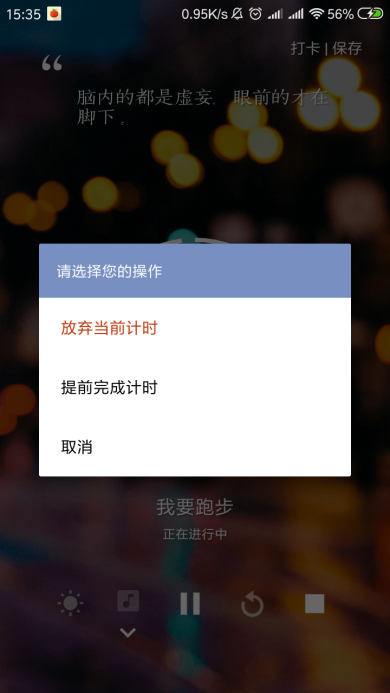 15:35
0.95K/s
56%
打卡 | 保存
“
脑内的都是虚妄，眼前的才在
脚下。
请选择您的操作
放弃当前计时
提前完成计时
取消
我要跑步
正在进行中